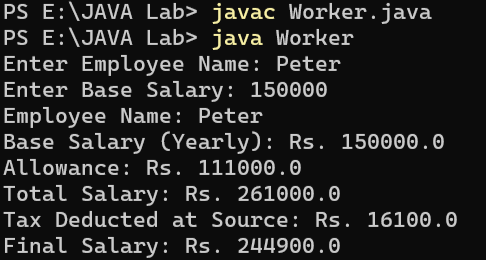 PS E:\JAVA Lab> javac Worker.java
PS E:\JAVA Lab> java Worker
Enter Employee Name: Peter
Enter Base Salary: 150000
Employee Name: Peter
Base Salary (Yearly): Rs. 150000.0
Allowance: Rs. 111000.0
Total Salary: Rs. 261000.0
Tax Deducted at Source: Rs. 16100.0
Final Salary: Rs. 244900.0